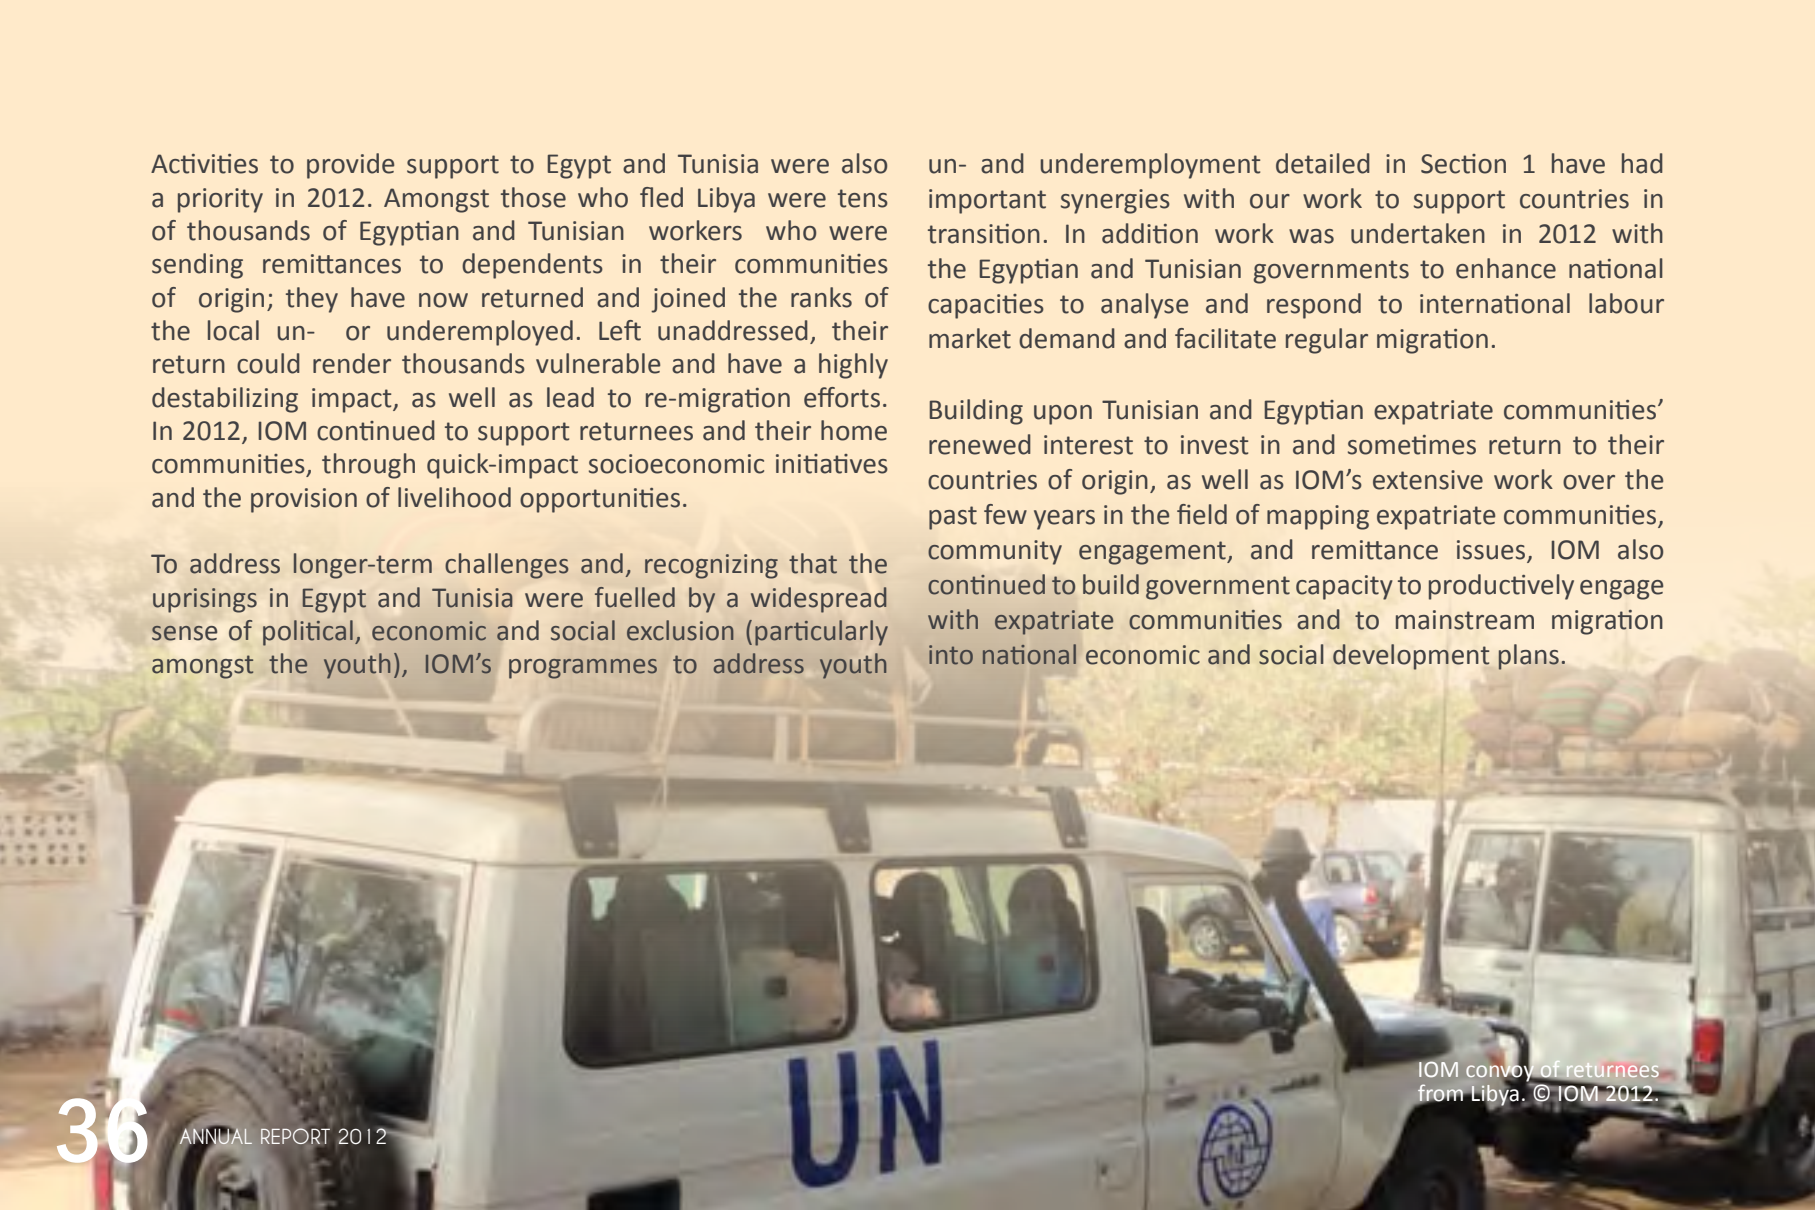 Activities to provide support to Egypt and Tunisia were also
a priority in 2012. Amongst those who fled Libya were tens
of thousands of Egyptian and Tunisian workers who were
sending remittances to dependents in their communities
of origin; they have now returned and joined the ranks of
the local un- or underemployed. Left unaddressed, their
return could render thousands vulnerable and have a highly
destabilizing impact, as well as lead to re-migration efforts.
In 2012, IOM continued to support returnees and their home
communities, through quick-impact socioeconomic initiatives
and the provision of livelihood opportunities.
To address longer-term challenges and, recognizing that the
uprisings in Egypt and Tunisia were fuelled by a widespread
sense of political, economic and social exclusion (particularly
amongst the youth), IOM’s programmes to address youth
un- and underemployment detailed in Section 1 have had
important synergies with our work to support countries in
transition. In addition work was undertaken in 2012 with
the Egyptian and Tunisian governments to enhance national
capacities to analyse and respond to international labour
market demand and facilitate regular migration.
Building upon Tunisian and Egyptian expatriate communities’
renewed interest to invest in and sometimes return to their
countries of origin, as well as IOM’s extensive work over the
past few years in the field of mapping expatriate communities,
community engagement, and remittance issues, IOM also
continued to build government capacity to productively engage
with expatriate communities and to mainstream migration
into national economic and social development plans.
UN
IOM convoy of returnees
from Libya. © IOM 2012.
36
ANNUAL REPORT 2012